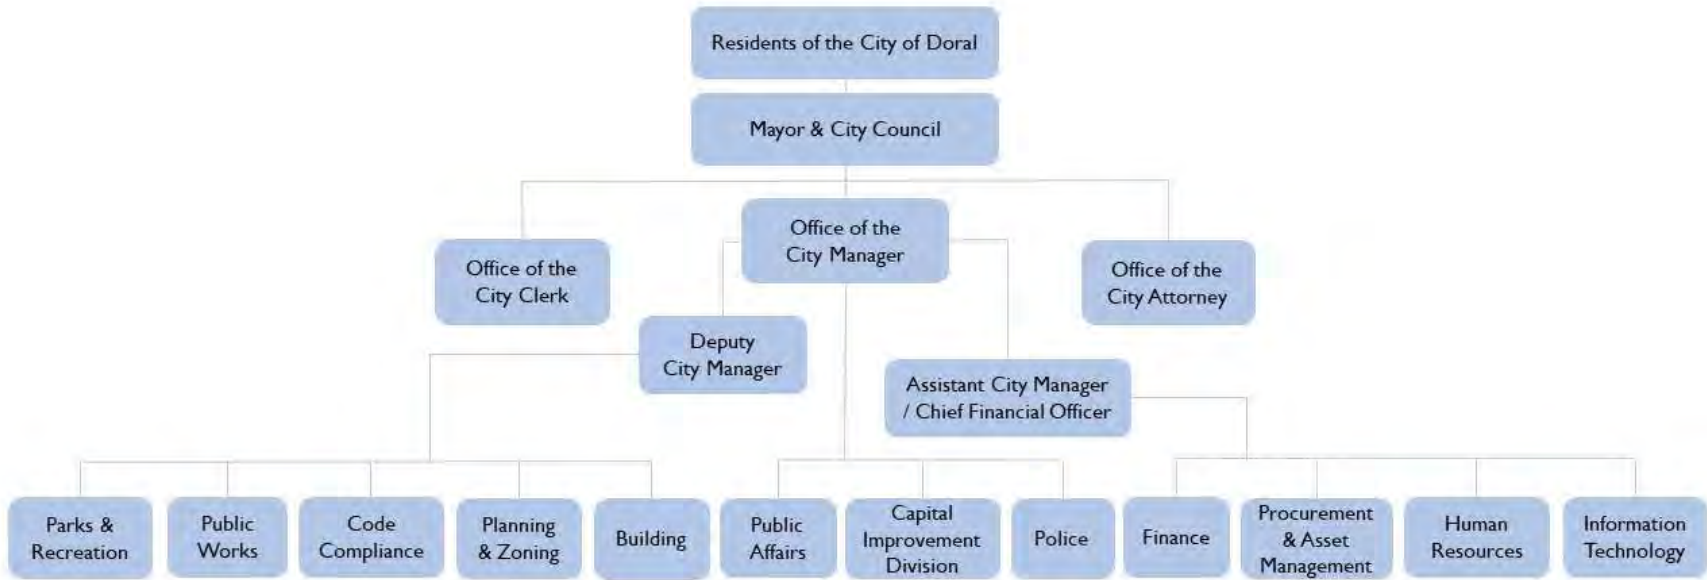 Residents of the City of Doral
Mayor & City Council
Office of the
City Manager
Office of the
City Clerk
Office of the
City Attorney
Deputy
City Manager
Assistant City Manager
/ Chief Financial Officer
Parks &
Recreation
Public
Works
Code
Compliance
Planning
& Zoning
Building
Public
Affairs
Capital
Improvement
Division
Police
Finance
Procurement
& Asset
Management
Human
Resources
Information
Technology